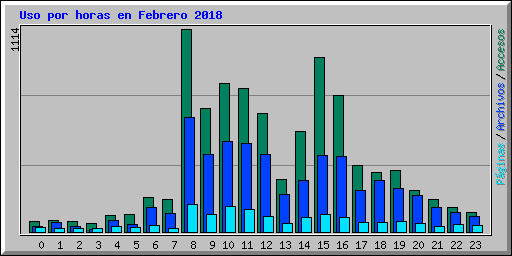 Uso por horas en Febrero 2018
1114
Páginas / Archivos / Accesos
0 1 2 3 4 5 6 7 8 9 10 11 12 13 14 15 16 17 18 19 20 21 22 23